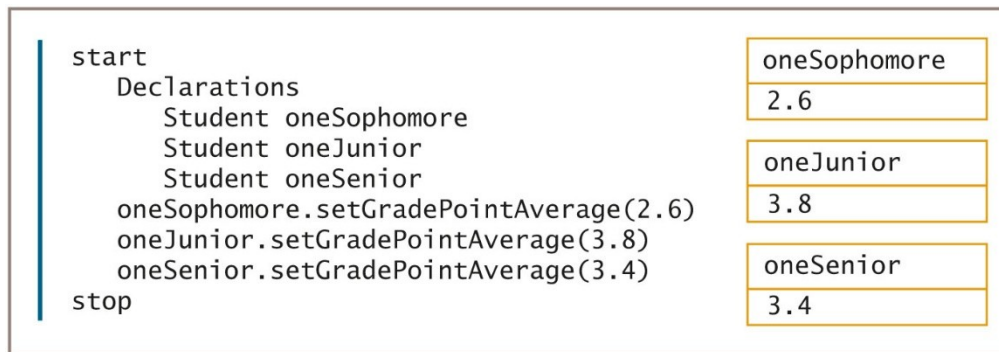 start
Declarations
Student oneSophomore
Student oneJunior
Student oneSenior
oneSophomore.setGradePointAverage(2.6)
oneJunior.setGradePointAverage(3.8)
oneSenior.setGradePointAverage(3.4)
stop
oneSophomore
2.6
oneJunior
3.8
oneSenior
3.4